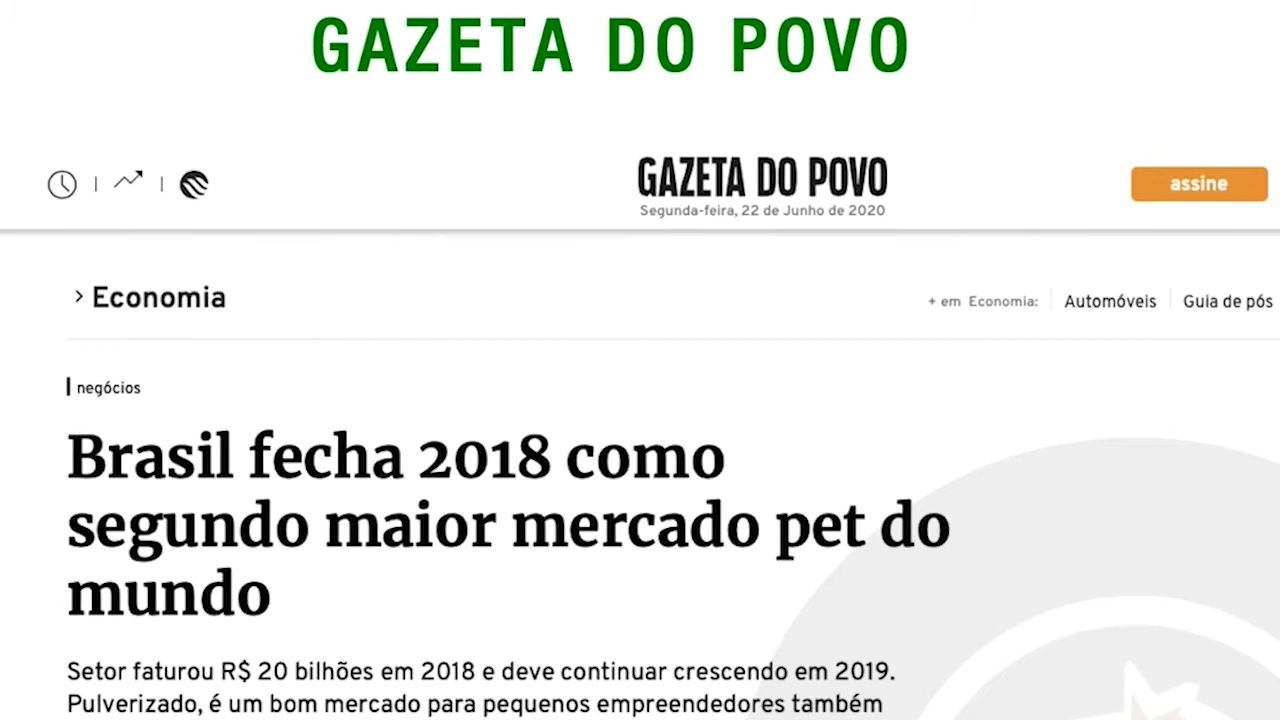 GAZETA DO POVO
GAZETA DO POVO
assine
Segunda-feira, 22 de Junho de 2020
> Economia
+ em Economia:
Automóveis
Guia de pós
negócios
Brasil fecha 2018 como
segundo maior mercado pet do
mundo
Setor faturou R$ 20 bilhões em 2018 e deve continuar crescendo em 2019.
Pulverizado, é um bom mercado para pequenos empreendedores também